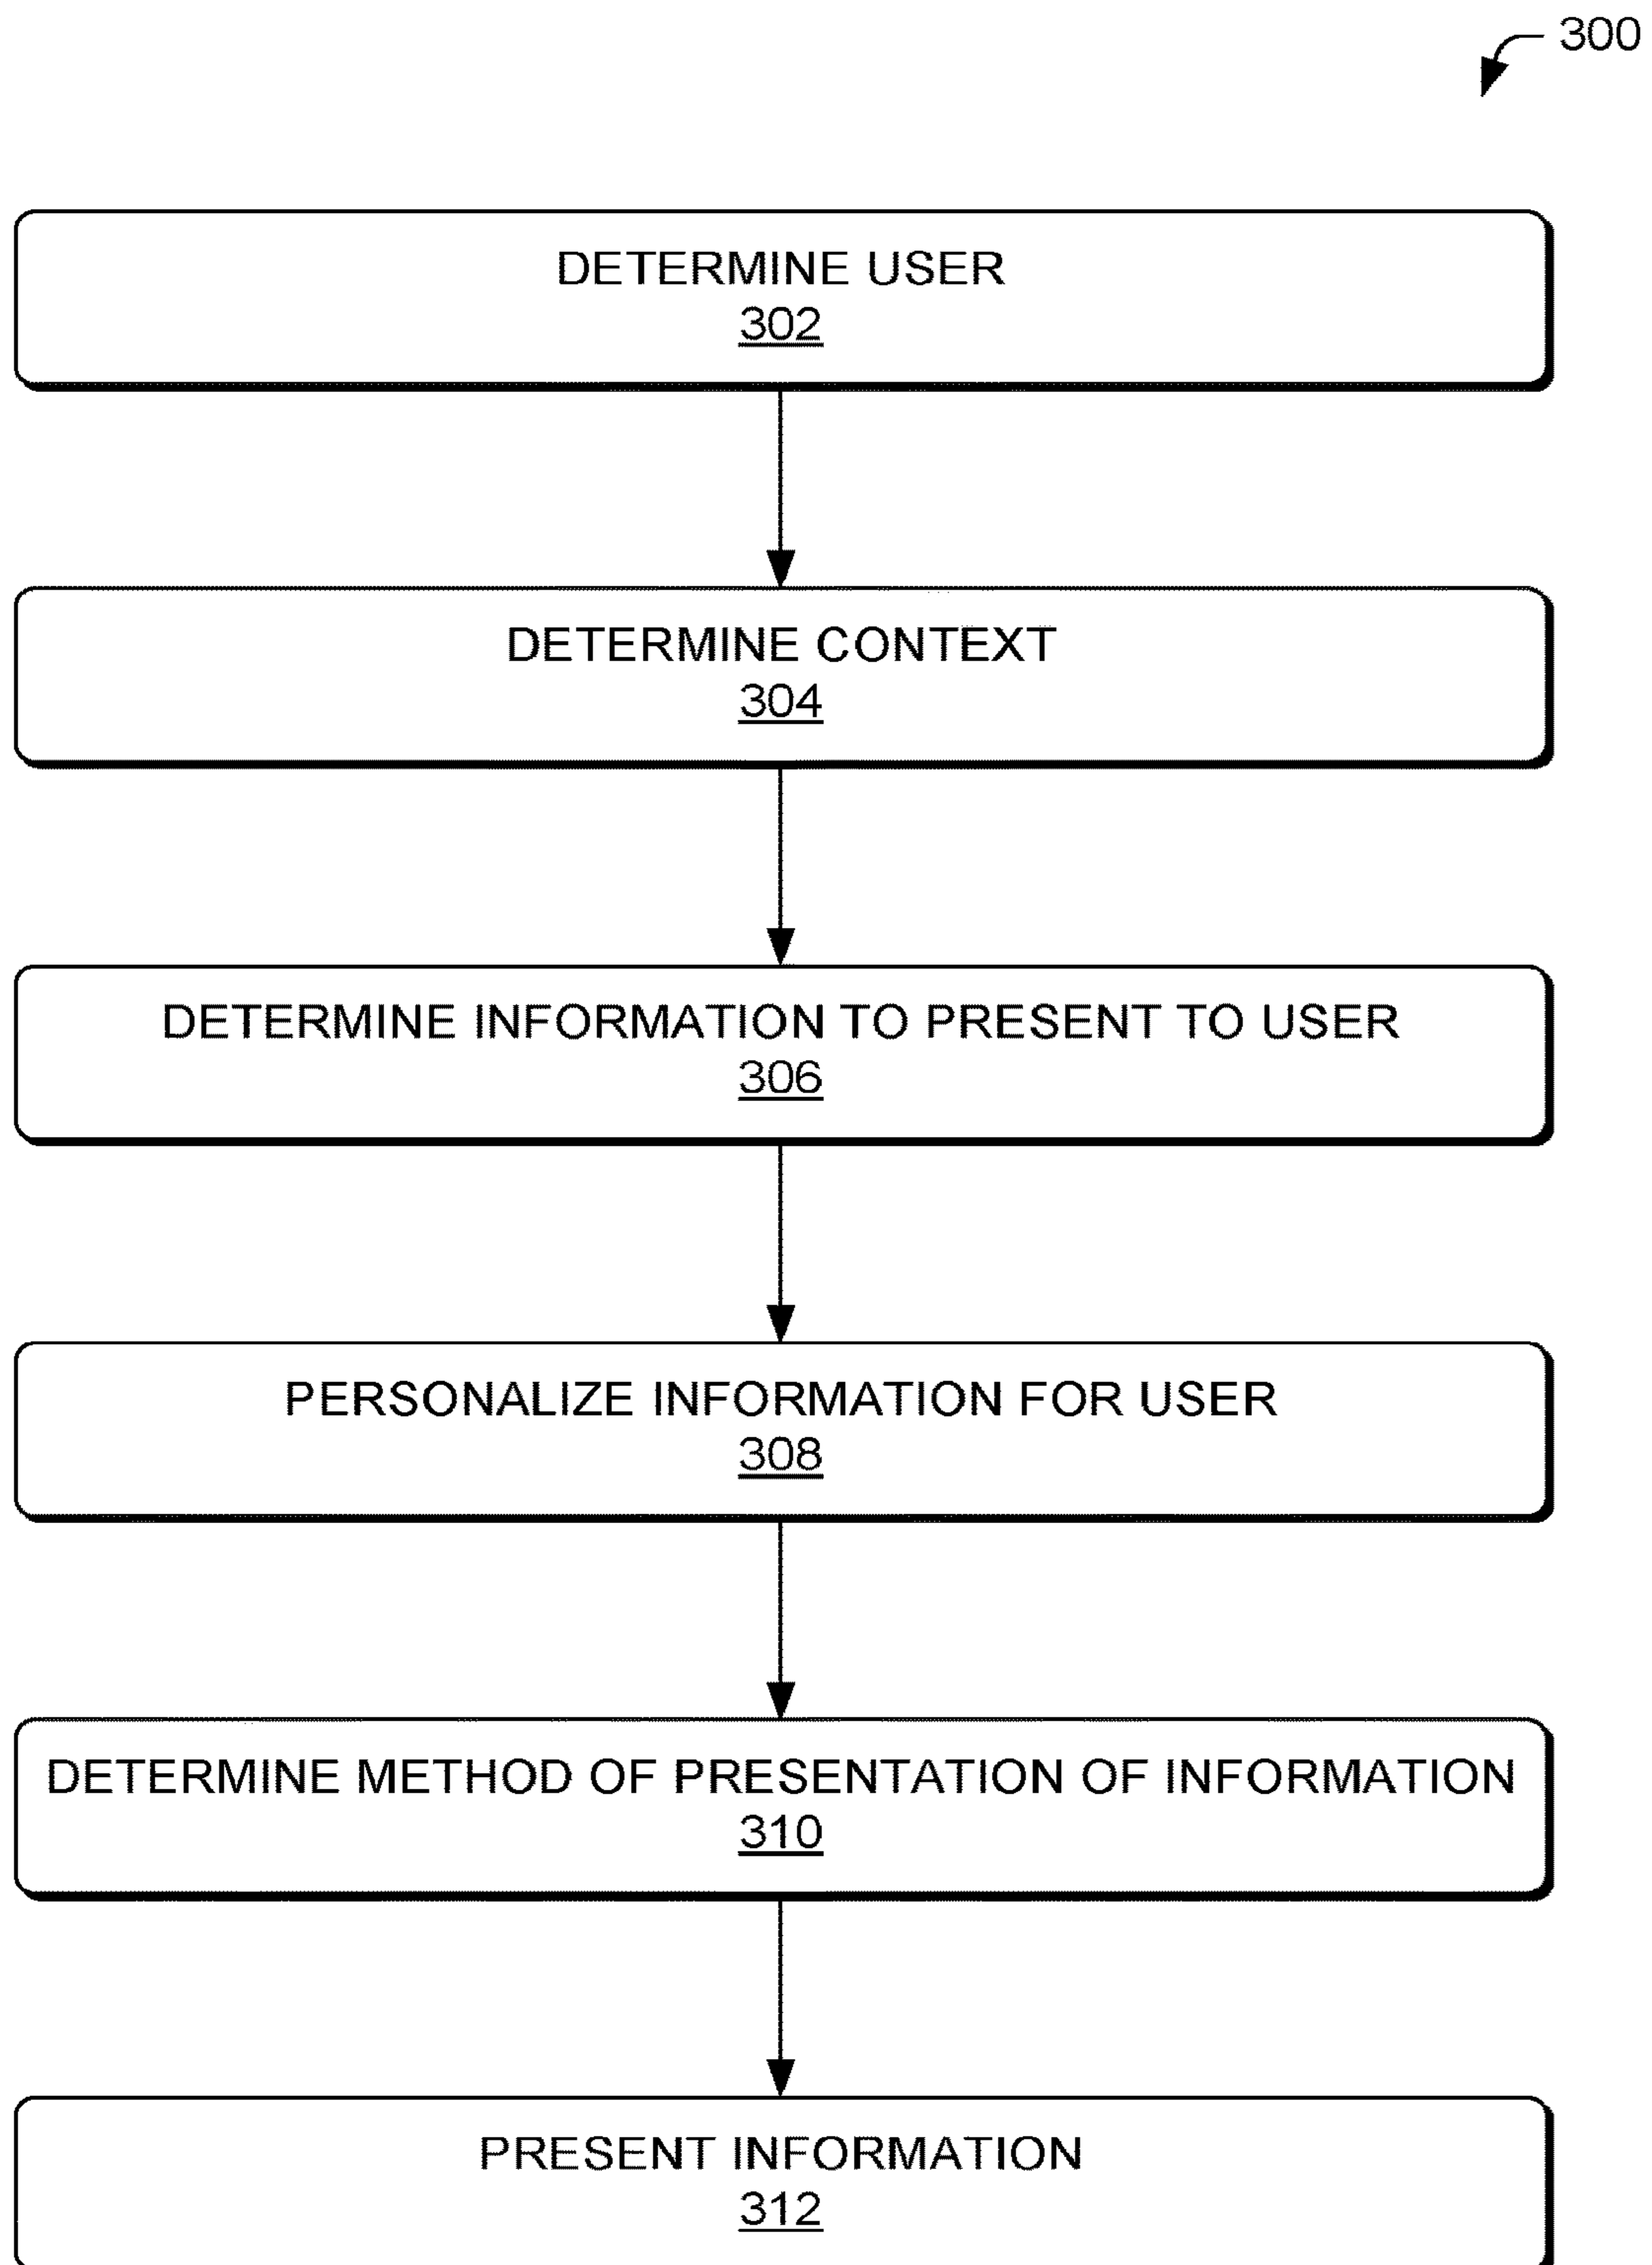 300
DETERMINE USER
302
DETERMINE CONTEXT
304
DETERMINE INFORMATION TO PRESENT TO USER
306
PERSONALIZE INFORMATION FOR USER
308
DETERMINE METHOD OF PRESENTATION OF INFORMATION
310
PRESENT INFORMATION
312